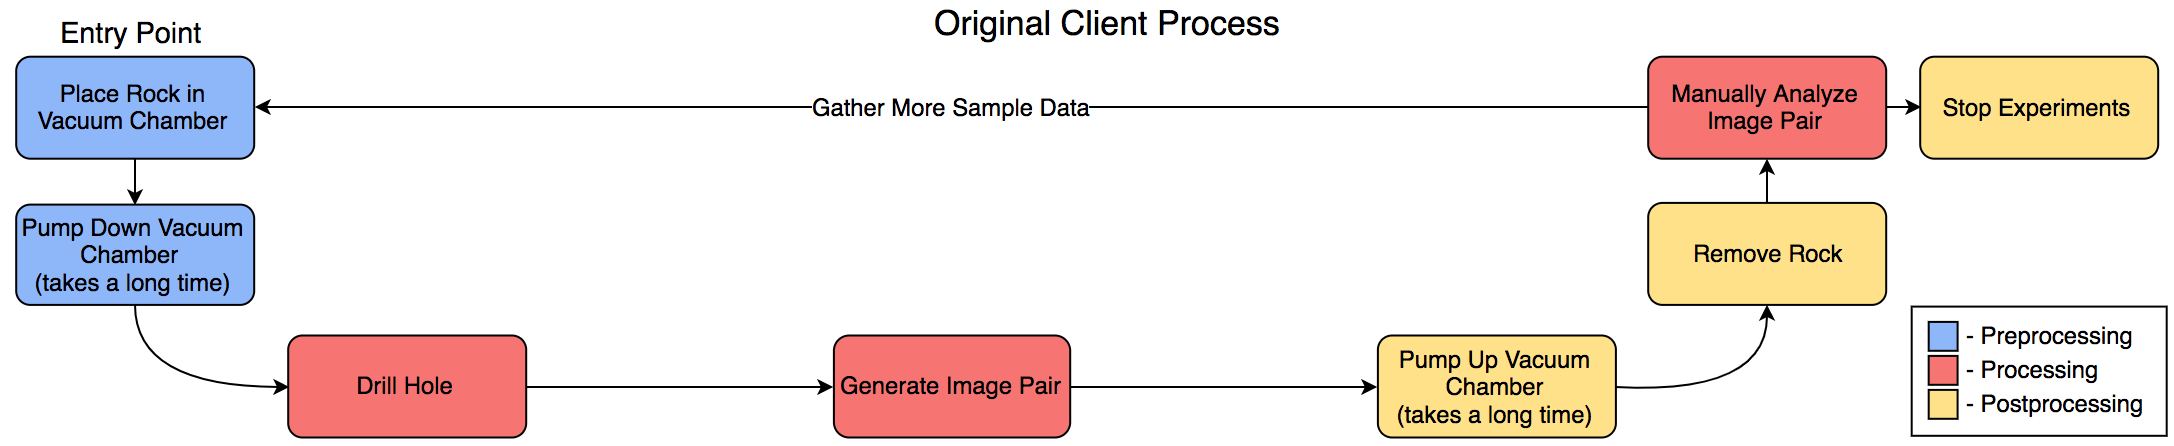 Original Client Process
Entry Point
Place Rock in
Vacuum Chamber
Gather More Sample Data
Manually Analyze
Image Pair
Stop Experiments
Pump Down Vacuum
Chamber
(takes a long time)
Remove Rock
Drill Hole
Generate Image Pair
Pump Up Vacuum
Chamber
(takes a long time)
- Preprocessing
- Processing
- Postprocessing